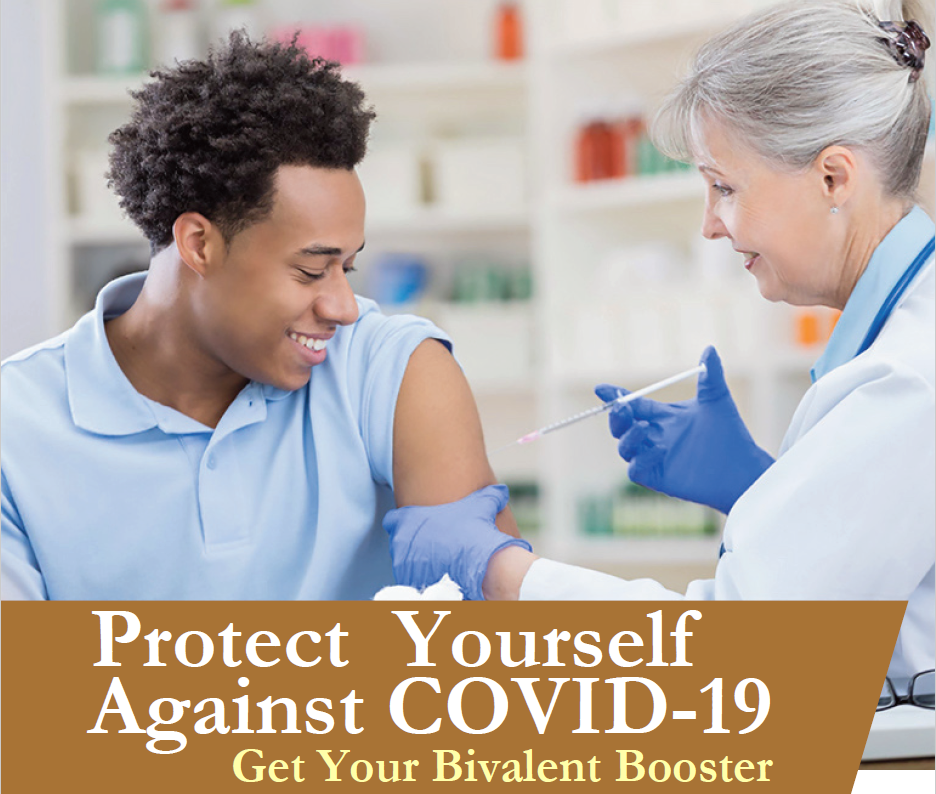 Protect Yourself
Against COVID-19
Get Your Bivalent Booster